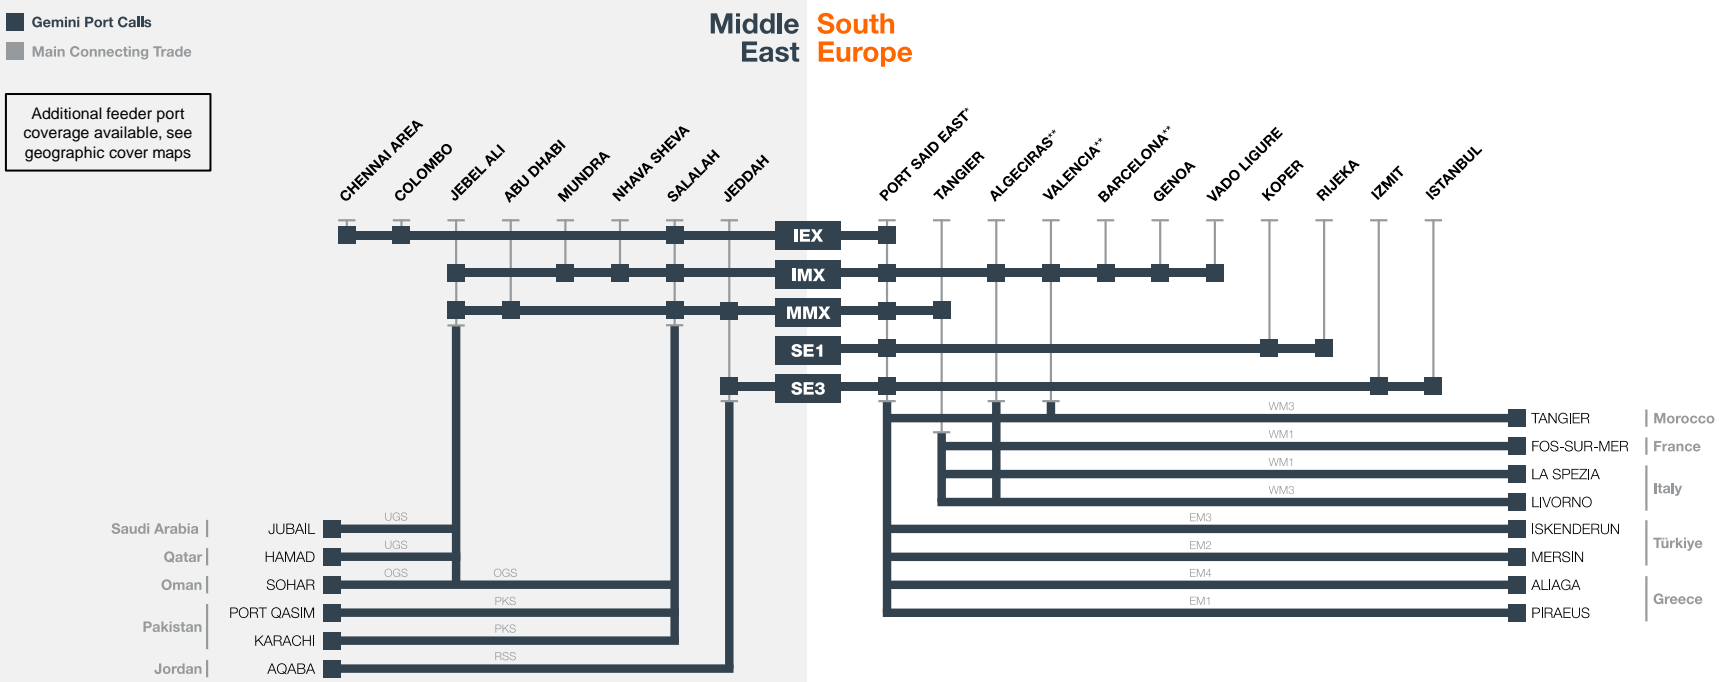 Gemini Port Calls
Main Connecting Trade
Middle
East
South
Europe
Additional feeder port
coverage available, see
geographic cover maps
CHENNAI AREA
COLOMBO
JEBEL ALI
ABU DHABI
MUNDRA
NHAVA SHEVA
SALALAH
JEDDAH
PORT SAID EAST*
TANGIER
ALGECIRAS**
VALENCIA**
BARCELONA**
GENOA
VADO LIGURE
KOPER
RIJEKA
IZMIT
ISTANBUL
IEX
IMX
MMX
SE1
SE3
WM3
TANGIER
Morocco
WM1
FOS-SUR-MER
France
WM1
LA SPEZIA
Italy
WM3
LIVORNO
Saudi Arabia
JUBAIL
UGS
EM3
ISKENDERUN
Türkiye
Qatar
HAMAD
UGS
EM2
MERSIN
Oman
SOHAR
OGS
OGS
EM4
ALIAGA
Greece
PORT QASIM
PKS
EM1
PIRAEUS
Pakistan
KARACHI
PKS
Jordan
AQABA
RSS